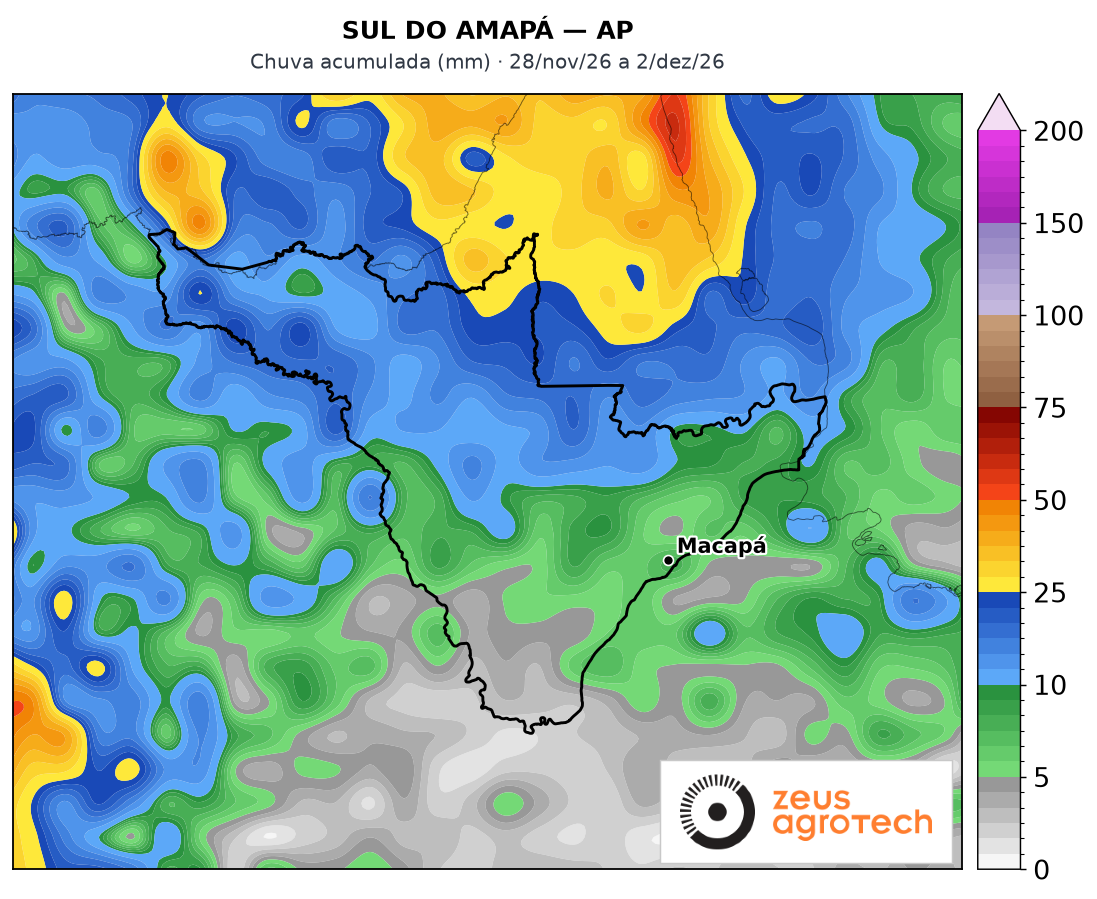 SUL DO AMAPÁ — AP
Chuva acumulada (mm) · 28/nov/26 a 2/dez/26
200
150
100
75
50
25
10
5
0
Macapá
zeus
agrotech